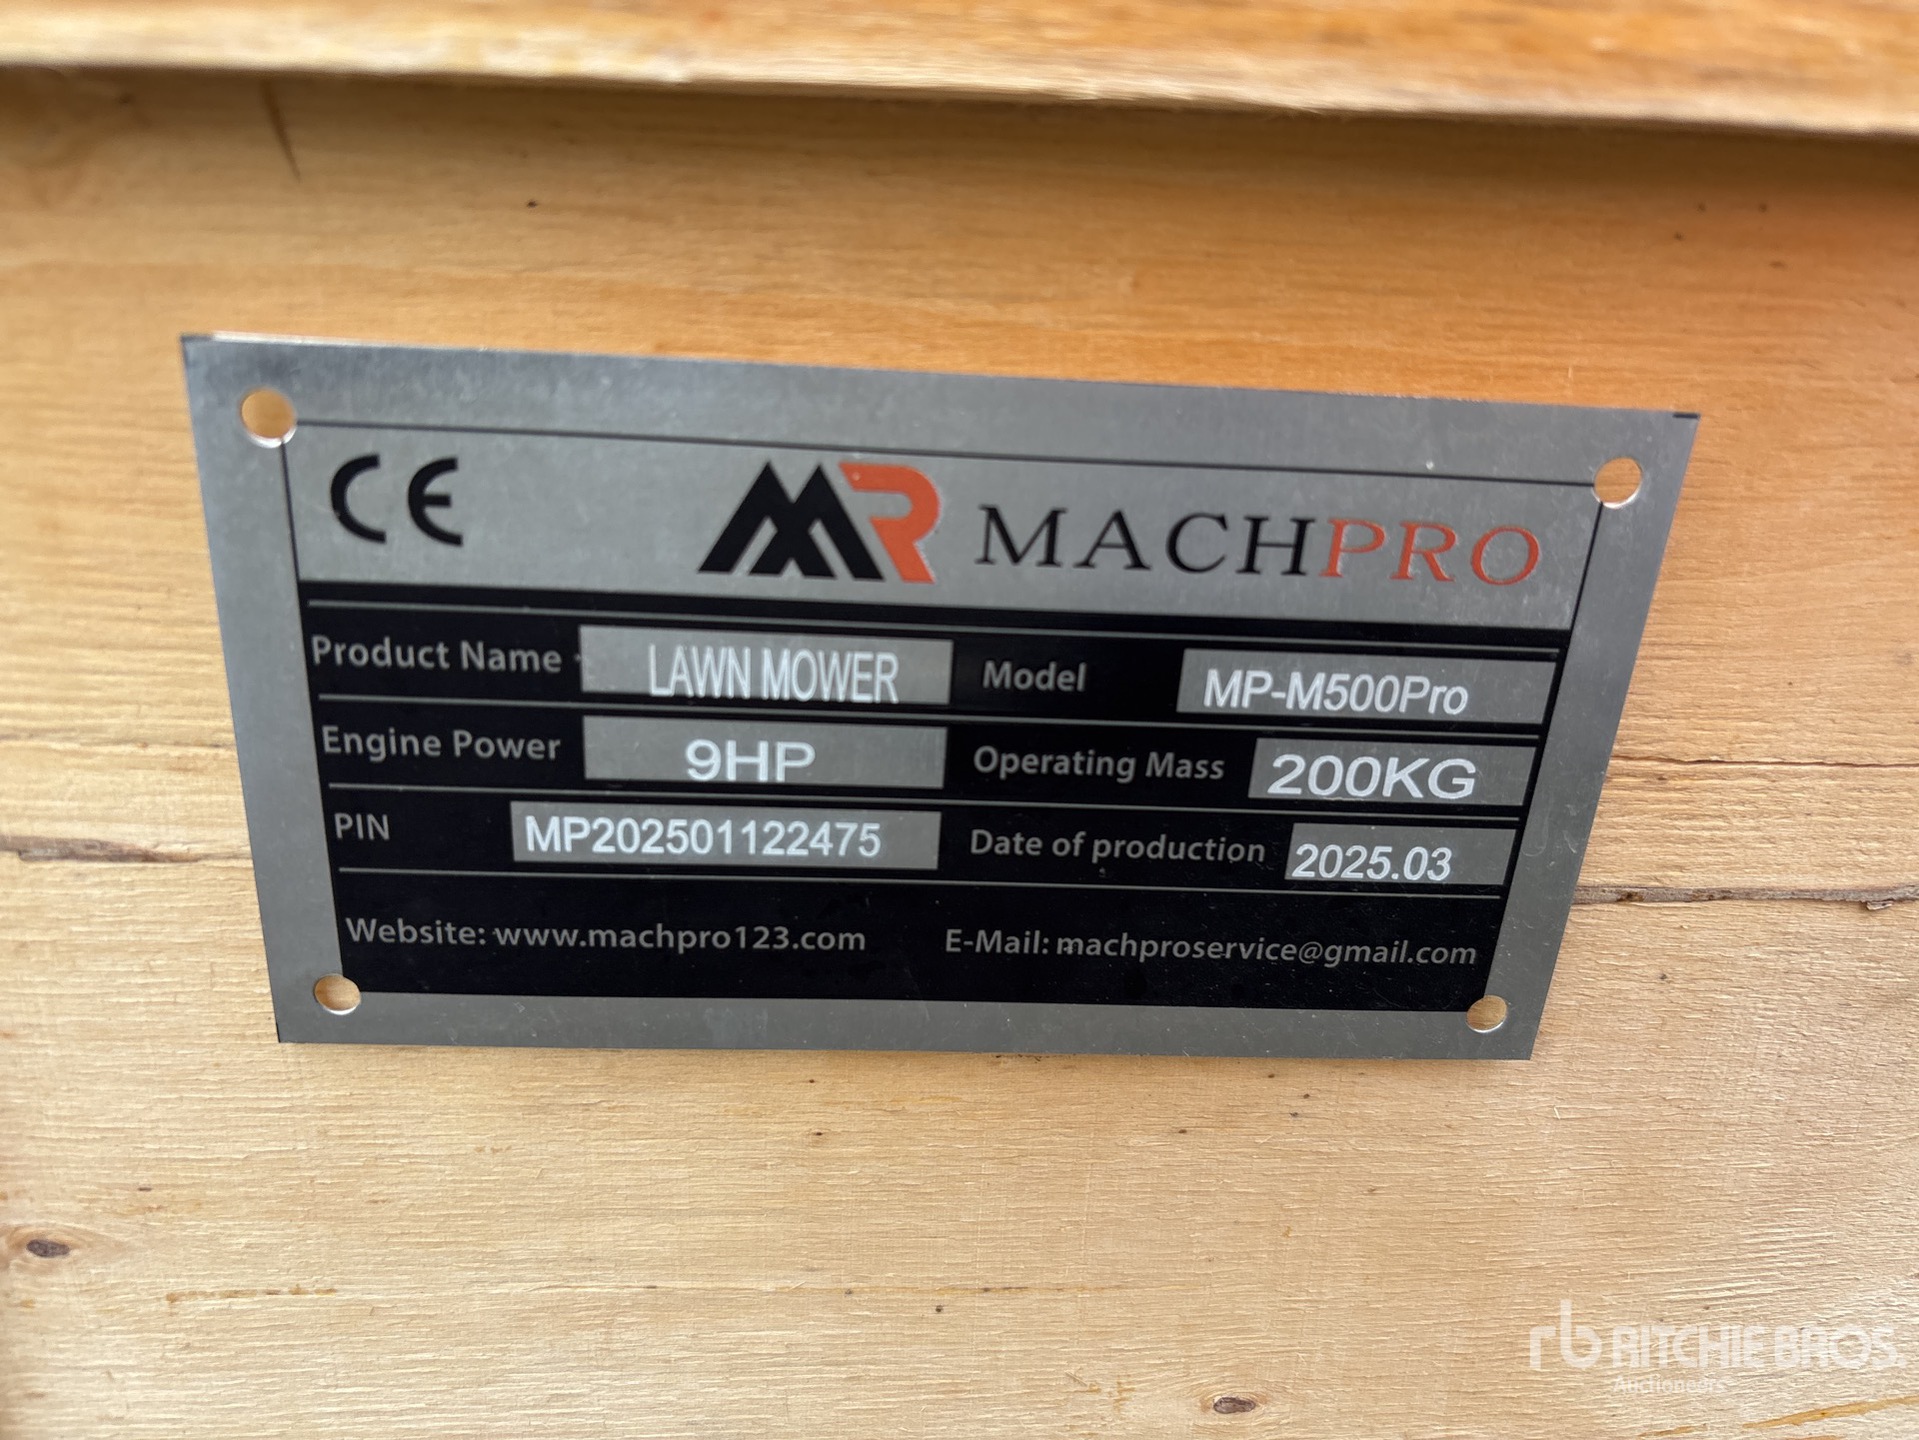 CE MR MACHPRO
Product Name LAWN MOWER Model MP-M500Pro
Engine Power 9HP Operating Mass 200KG
PIN MP202501122475 Date of production 2025.03
Website: www.machpro123.com E-Mail: machproservice@gmail.com
rb RITCHIE BROS.
Auctioneers